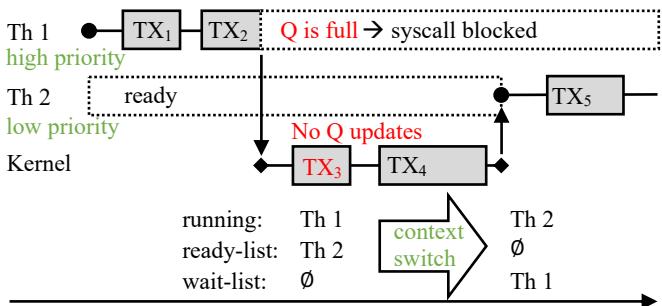 Th 1 TX₁ TX₂ Q is full → syscall blocked
high priority
Th 2 ready TX₅
low priority
No Q updates
Kernel TX₃ TX₄
running: Th 1 Th 2
ready-list: Th 2 context switch ∅
wait-list: ∅ Th 1